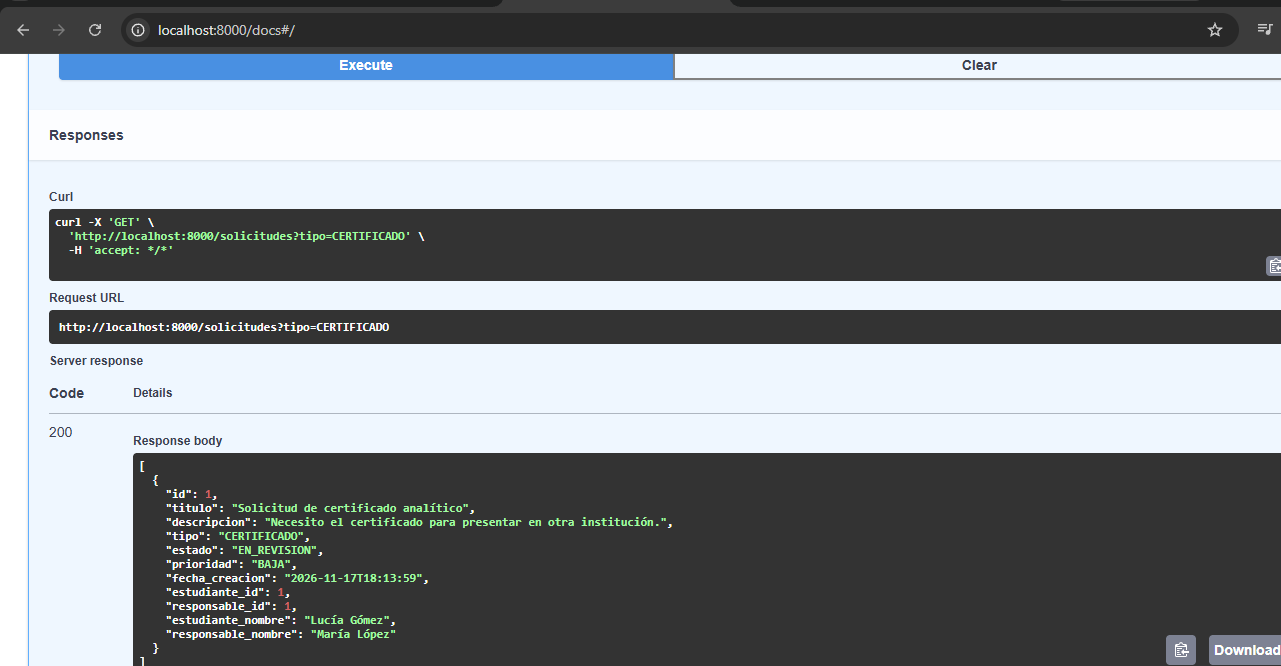 localhost:8000/docs#/
Execute
Clear
Responses
Curl
curl -X 'GET' \
  'http://localhost:8000/solicitudes?tipo=CERTIFICADO' \
  -H 'accept: */*'
Request URL
http://localhost:8000/solicitudes?tipo=CERTIFICADO
Server response
Code Details
200
Response body
[
  {
    "id": 1,
    "titulo": "Solicitud de certificado analítico",
    "descripcion": "Necesito el certificado para presentar en otra institución.",
    "tipo": "CERTIFICADO",
    "estado": "EN_REVISION",
    "prioridad": "BAJA",
    "fecha_creacion": "2026-11-17T18:13:59",
    "estudiante_id": 1,
    "responsable_id": 1,
    "estudiante_nombre": "Lucía Gómez",
    "responsable_nombre": "María López"
  }
]
Download